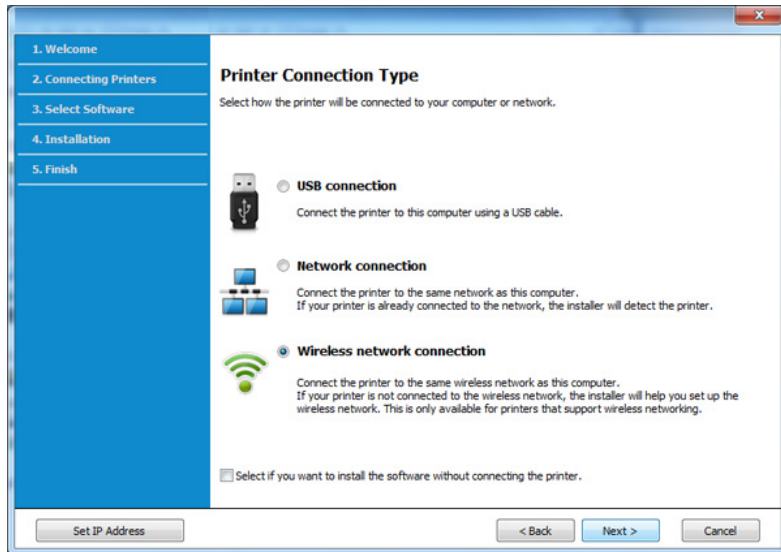 1. Welcome
2. Connecting Printers
3. Select Software
4. Installation
5. Finish
Printer Connection Type
Select how the printer will be connected to your computer or network.
USB connection
Connect the printer to this computer using a USB cable.
Network connection
Connect the printer to the same network as this computer.
If your printer is already connected to the network, the installer will detect the printer.
Wireless network connection
Connect the printer to the same wireless network as this computer.
If your printer is not connected to the wireless network, the installer will help you set up the
wireless network. This is only available for printers that support wireless networking.
Select if you want to install the software without connecting the printer.
Set IP Address
< Back
Next >
Cancel